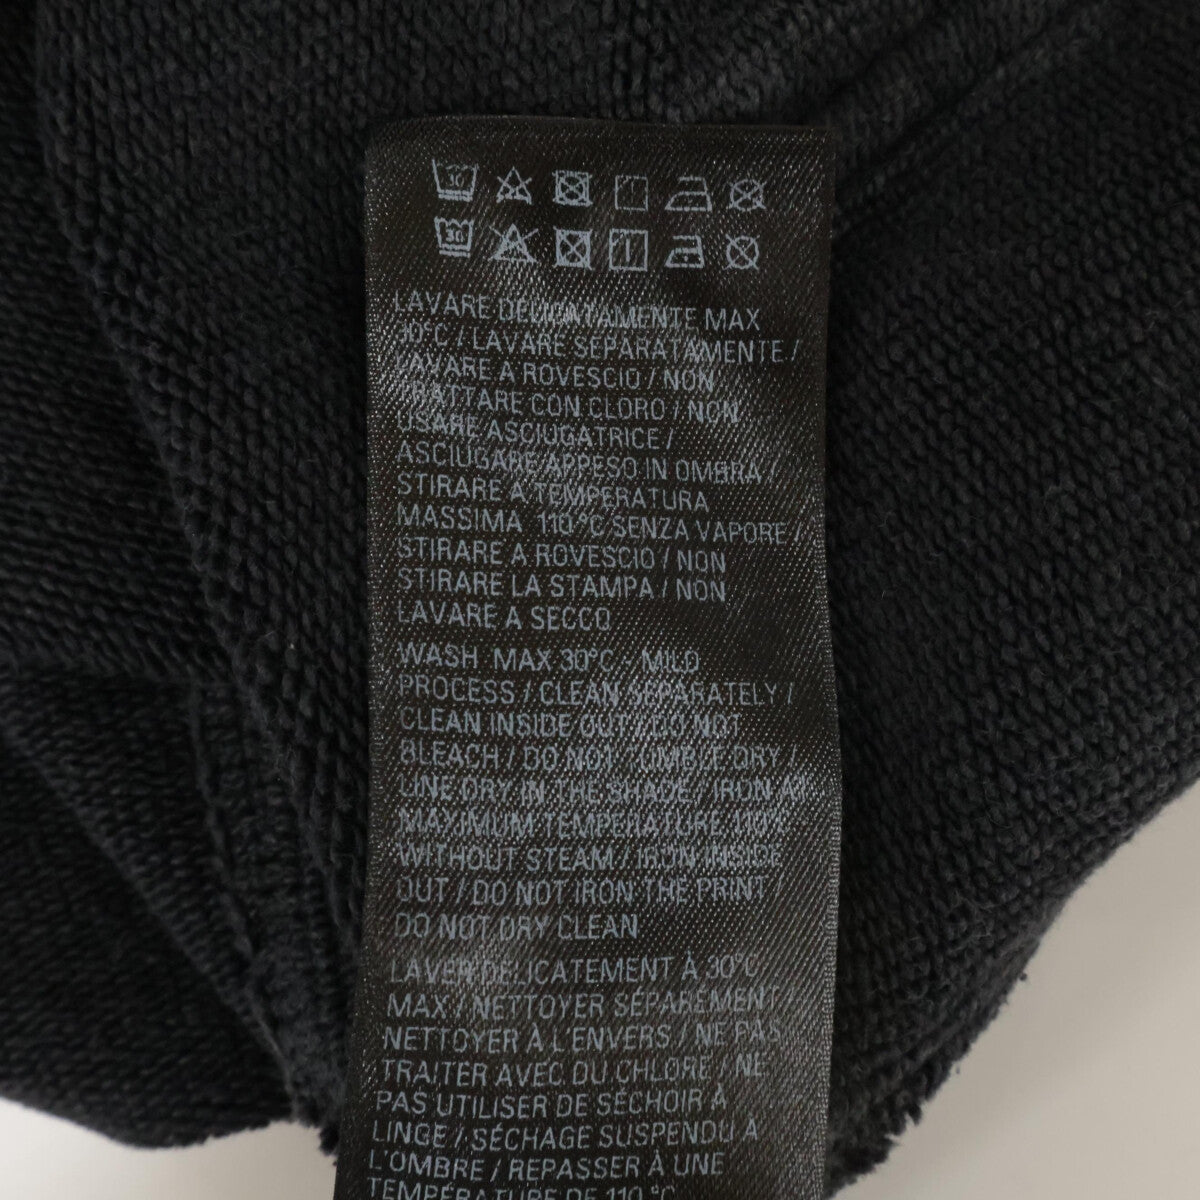 30
30
LAVARE DELICATAMENTE MAX
30°C / LAVARE SEPARATAMENTE /
LAVARE A ROVESCIO / NON
TRATTARE CON CLORO / NON
USARE ASCIUGATRICE /
ASCIUGARE APPESO IN OMBRA /
STIRARE A TEMPERATURA
MASSIMA 110°C SENZA VAPORE /
STIRARE A ROVESCIO / NON
STIRARE LA STAMPA / NON
LAVARE A SECCO
WASH MAX 30°C - MILD
PROCESS / CLEAN SEPARATELY /
CLEAN INSIDE OUT / DO NOT
BLEACH / DO NOT TUMBLE DRY /
LINE DRY IN THE SHADE / IRON AT
MAXIMUM TEMPERATURE 110°C
WITHOUT STEAM / IRON INSIDE
OUT / DO NOT IRON THE PRINT /
DO NOT DRY CLEAN
LAVER DÉLICATEMENT À 30°C
MAX / NETTOYER SÉPARÉMENT /
NETTOYER À L'ENVERS / NE PAS
TRAITER AVEC DU CHLORE / NE
PAS UTILISER DE SÉCHOIR À
LINGE / SÉCHAGE SUSPENDU À
L'OMBRE / REPASSER À UNE
TEMPÉRATURE DE 110 °C